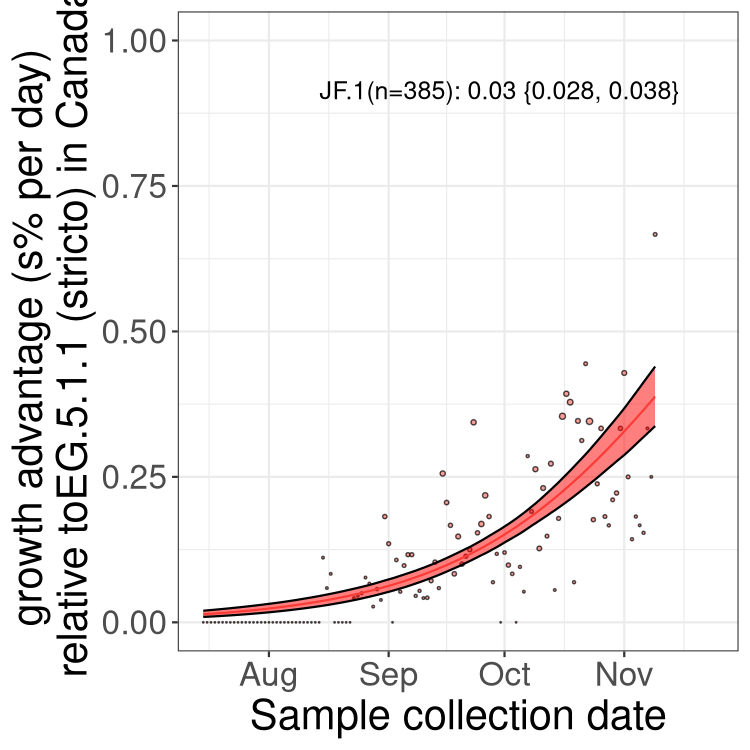 growth advantage (s% per day)
relative toEG.5.1.1 (stricto) in Canada
1.00
0.75
0.50
0.25
0.00
JF.1(n=385): 0.03 {0.028, 0.038}
Aug Sep Oct Nov
Sample collection date